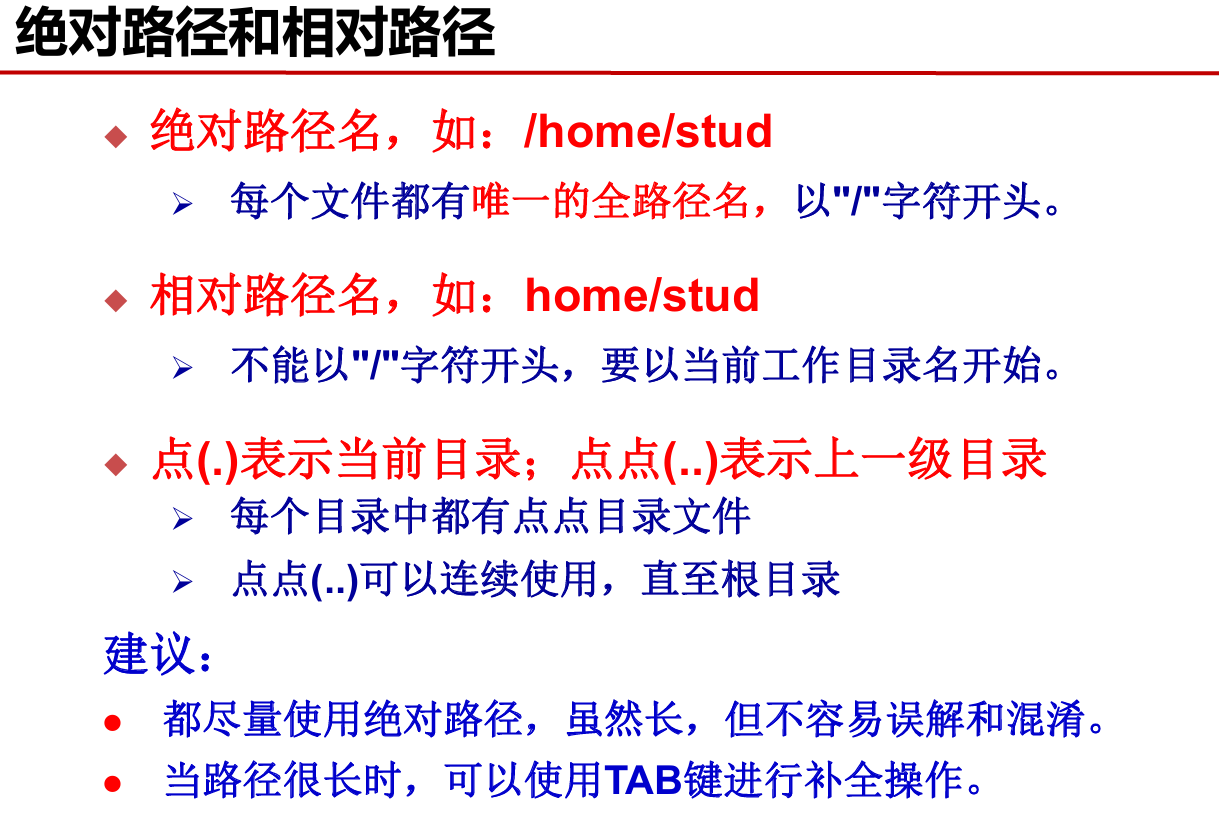 绝对路径和相对路径
绝对路径名，如：/home/stud
每个文件都有唯一的全路径名，以"/"字符开头。
相对路径名，如：home/stud
不能以"/"字符开头，要以当前工作目录名开始。
点(.)表示当前目录；点点(..)表示上一级目录
每个目录中都有点点目录文件
点点(..)可以连续使用，直至根目录
建议：
都尽量使用绝对路径，虽然长，但不容易误解和混淆。
当路径很长时，可以使用TAB键进行补全操作。